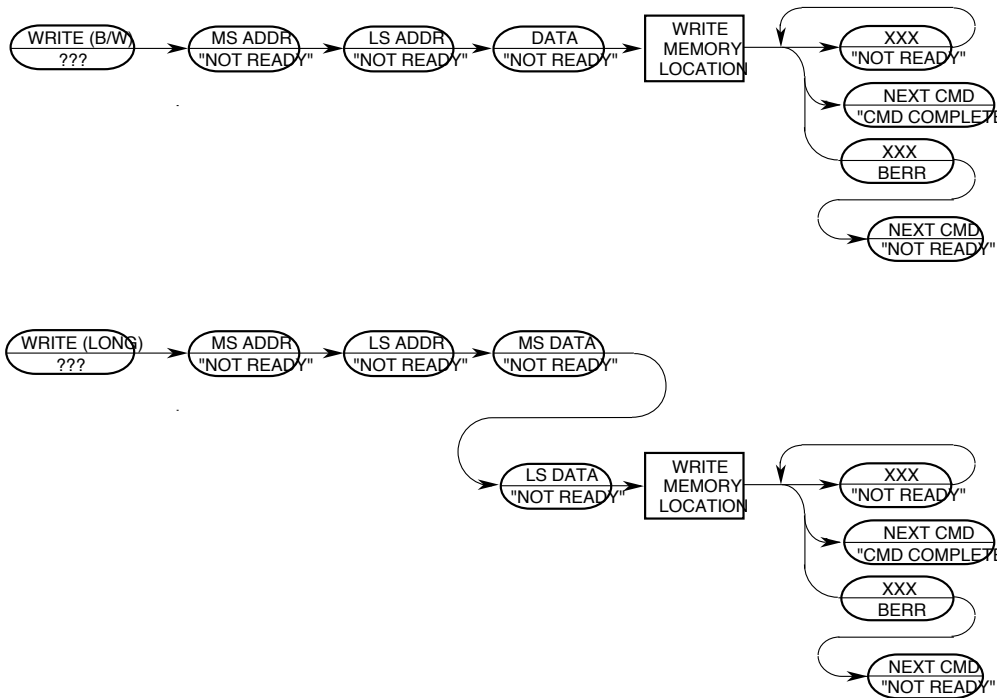 WRITE (B/W)
???
MS ADDR
"NOT READY"
LS ADDR
"NOT READY"
DATA
"NOT READY"
WRITE
MEMORY
LOCATION
XXX
"NOT READY"
NEXT CMD
"CMD COMPLETE
XXX
BERR
NEXT CMD
"NOT READY"
WRITE (LONG)
???
MS ADDR
"NOT READY"
LS ADDR
"NOT READY"
MS DATA
"NOT READY"
LS DATA
"NOT READY"
WRITE
MEMORY
LOCATION
XXX
"NOT READY"
NEXT CMD
"CMD COMPLETE
XXX
BERR
NEXT CMD
"NOT READY"